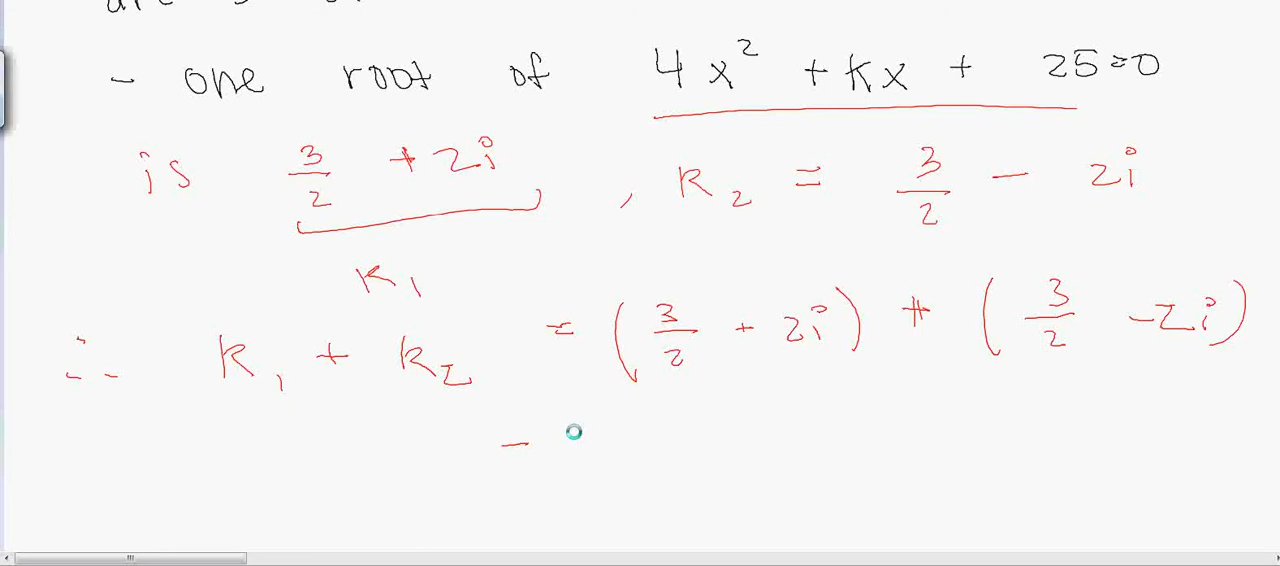 - one root of 4x² + kx + 25=0
is 3/2 + 2i , R₂ = 3/2 - 2i
R₁
∴ R₁ + R₂ = (3/2 + 2i) + (3/2 - 2i)